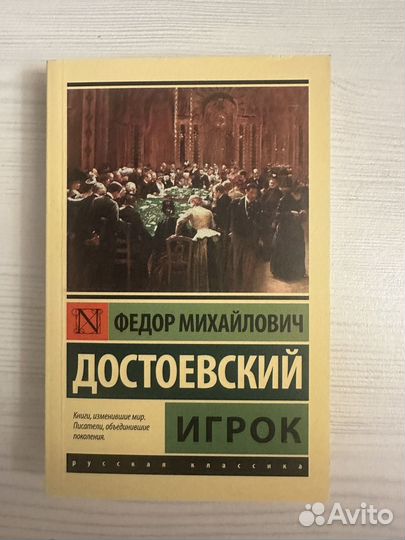 N
ФЕДОР МИХАЙЛОВИЧ
ДОСТОЕВСКИЙ
Книги, изменившие мир.
Писатели, объединившие
поколения.
ИГРОК
русская классика
Avito